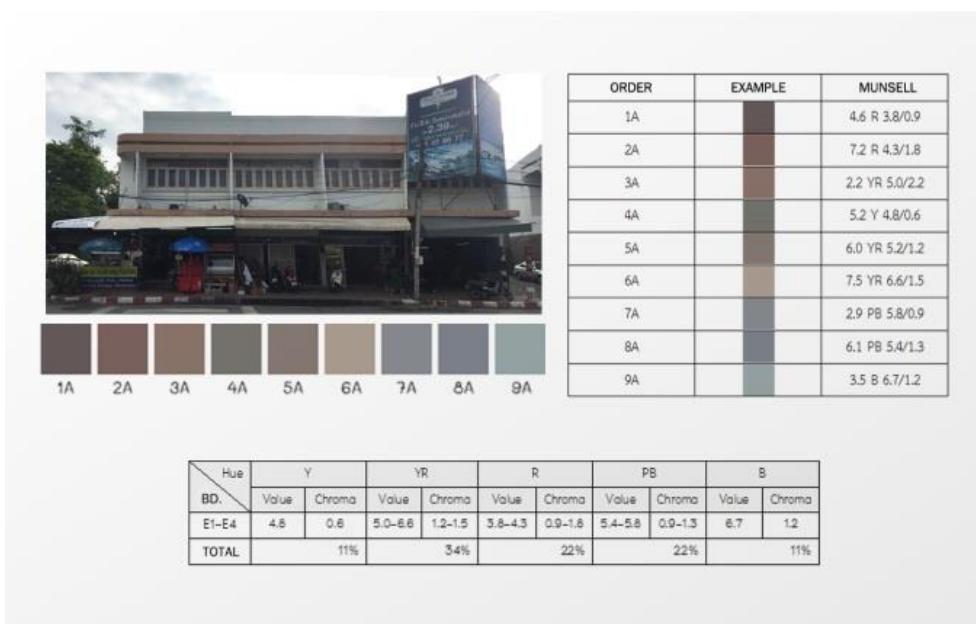 1A 2A 3A 4A 5A 6A 7A 8A 9A
ORDER EXAMPLE MUNSELL
1A 4.6 R 3.8/0.9
2A 7.2 R 4.3/1.8
3A 2.2 YR 5.0/2.2
4A 5.2 Y 4.8/0.6
5A 6.0 YR 5.2/1.2
6A 7.5 YR 6.6/1.5
7A 2.9 PB 5.8/0.9
8A 6.1 PB 5.4/1.3
9A 3.5 B 6.7/1.2
Hue Y YR R PB B
BD. Value Chroma Value Chroma Value Chroma Value Chroma Value Chroma
E1-E4 4.8 0.6 5.0-6.6 1.2-1.5 3.8-4.3 0.9-1.8 5.4-5.8 0.9-1.3 6.7 1.2
TOTAL 11% 34% 22% 22% 11%